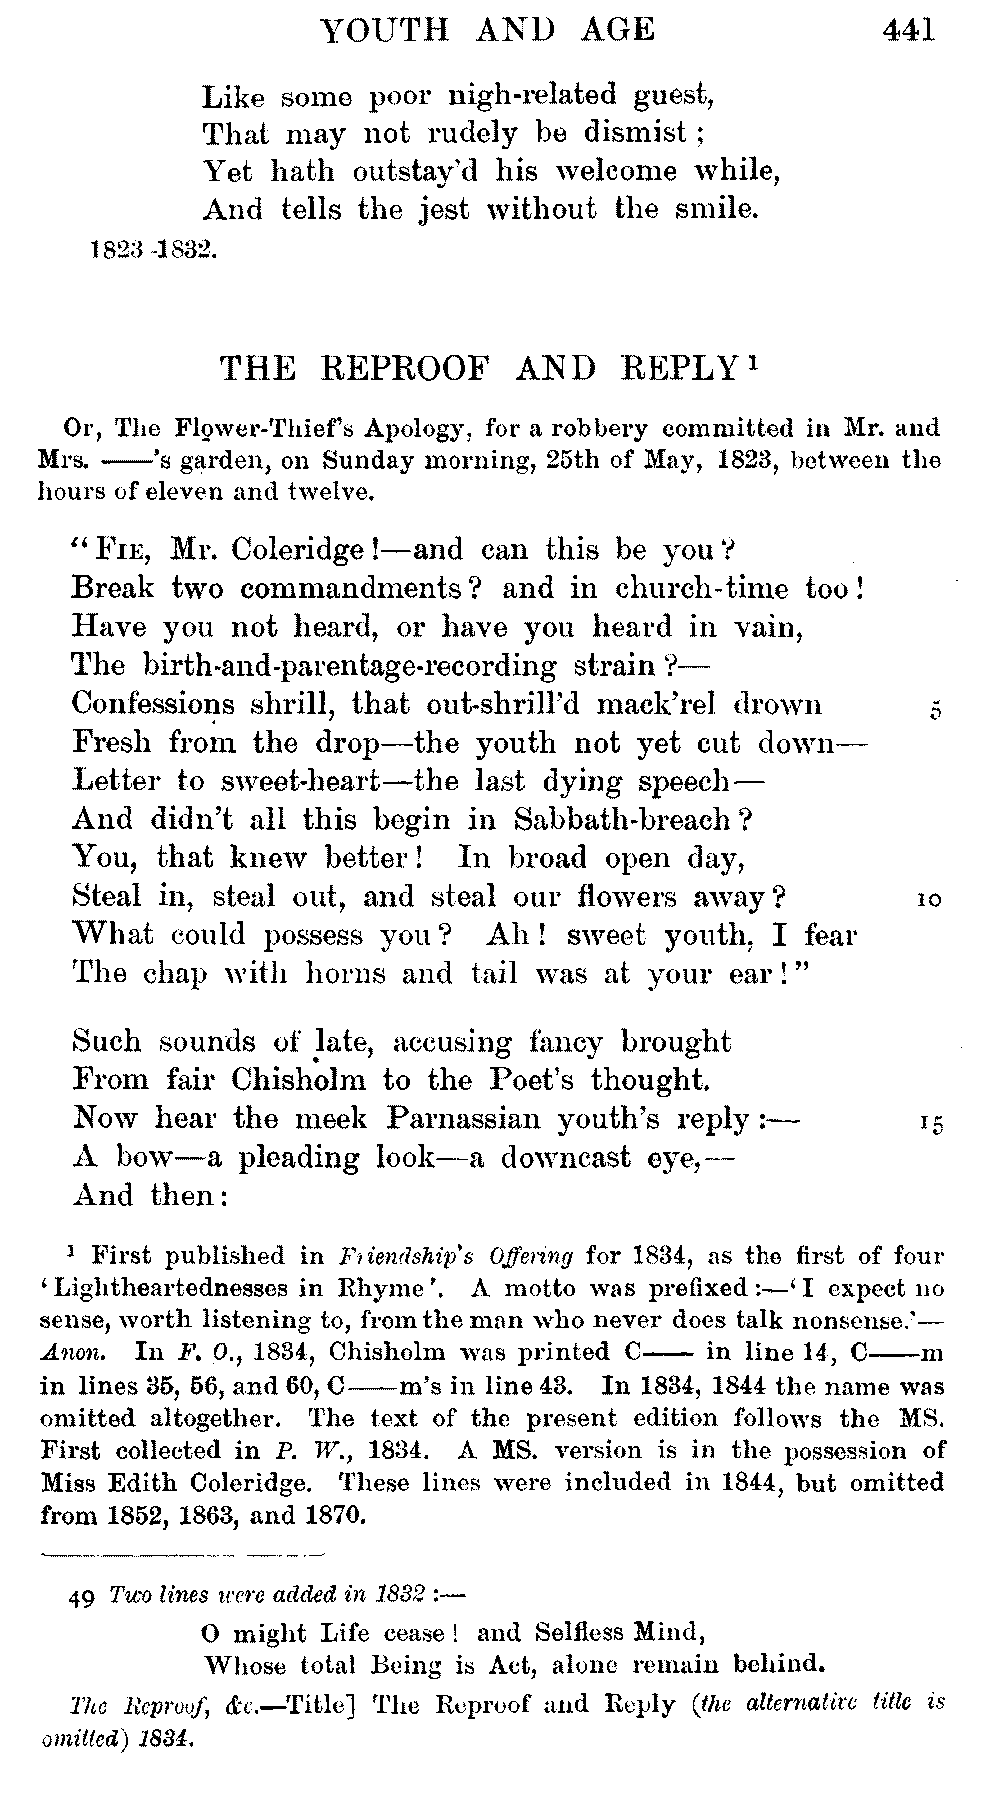 YOUTH AND AGE 441
Like some poor nigh-related guest,
That may not rudely be dismist ;
Yet hath outstay'd his welcome while,
And tells the jest without the smile.
1823-1832.
THE REPROOF AND REPLY ¹
Or, The Flower-Thief's Apology, for a robbery committed in Mr. and
Mrs. ——'s garden, on Sunday morning, 25th of May, 1823, between the
hours of eleven and twelve.
“ FIE, Mr. Coleridge !—and can this be you ?
Break two commandments ? and in church-time too !
Have you not heard, or have you heard in vain,
The birth-and-parentage-recording strain ?—
Confessions shrill, that out-shrill'd mack'rel drown 5
Fresh from the drop—the youth not yet cut down—
Letter to sweet-heart—the last dying speech—
And didn't all this begin in Sabbath-breach ?
You, that knew better ! In broad open day,
Steal in, steal out, and steal our flowers away ? 10
What could possess you ? Ah ! sweet youth, I fear
The chap with horns and tail was at your ear ! ”
Such sounds of late, accusing fancy brought
From fair Chisholm to the Poet's thought.
Now hear the meek Parnassian youth's reply :— 15
A bow—a pleading look—a downcast eye,—
And then :
¹ First published in Friendship's Offering for 1834, as the first of four
‘ Lightheartednesses in Rhyme ’. A motto was prefixed :—‘ I expect no
sense, worth listening to, from the man who never does talk nonsense.’—
Anon. In F. O., 1834, Chisholm was printed C—— in line 14, C——m
in lines 35, 56, and 60, C——m's in line 43. In 1834, 1844 the name was
omitted altogether. The text of the present edition follows the MS.
First collected in P. W., 1834. A MS. version is in the possession of
Miss Edith Coleridge. These lines were included in 1844, but omitted
from 1852, 1863, and 1870.
49 Two lines were added in 1832 :—
O might Life cease ! and Selfless Mind,
Whose total Being is Act, alone remain behind.
The Reproof, &c.—Title] The Reproof and Reply (the alternative title is
omitted) 1834.